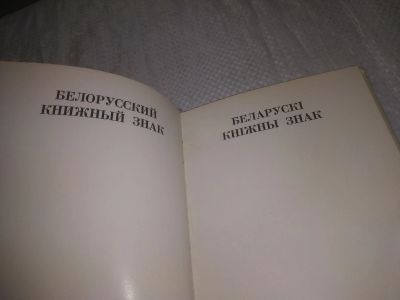 БЕЛОРУССКИЙ
КНИЖНЫЙ ЗНАК
БЕЛАРУСКІ
КНІЖНЫ ЗНАК